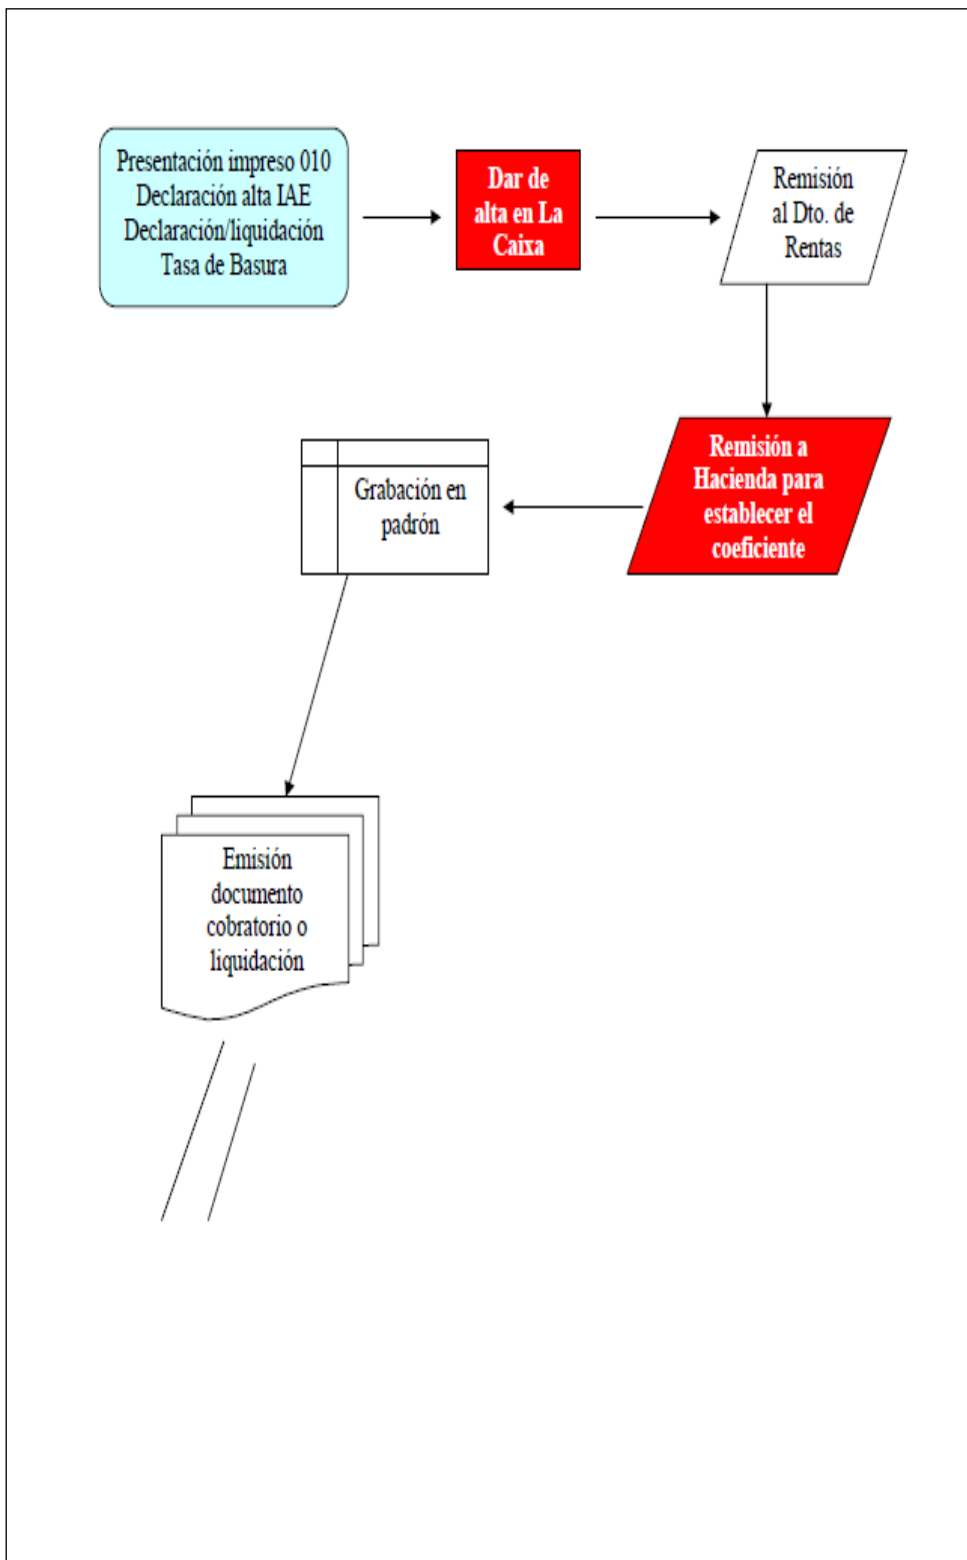 Presentación impreso 010
Declaración alta IAE
Declaración/liquidación
Tasa de Basura
Dar de
alta en La
Caixa
Remisión
al Dto. de
Rentas
Remisión a
Hacienda para
establecer el
coeficiente
Grabación en
padrón
Emisión
documento
cobratorio o
liquidación